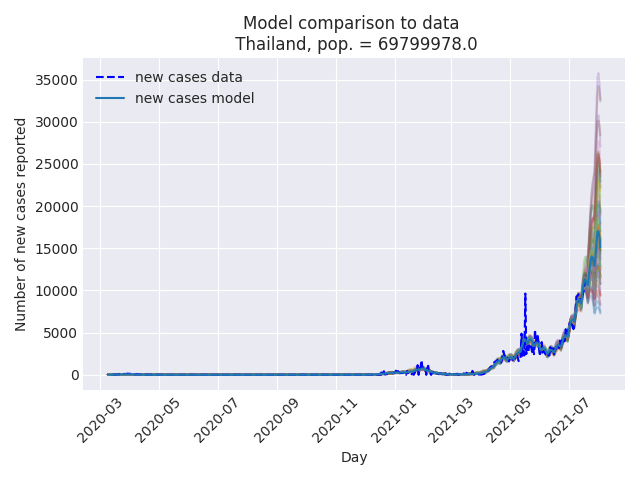 Model comparison to data
Thailand, pop. = 69799978.0
new cases data
new cases model
Number of new cases reported
35000
30000
25000
20000
15000
10000
5000
0
2020-03
2020-05
2020-07
2020-09
2020-11
2021-01
2021-03
2021-05
2021-07
Day